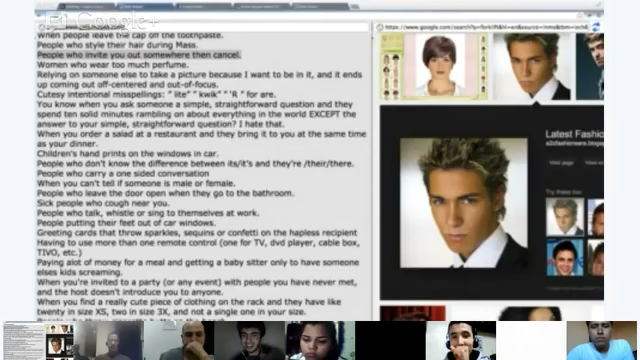 Google+
https://www.google.com/search?q=
When people leave the cap off the toothpaste.
People who style their hair during Mass.
People who invite you out somewhere then cancel.
Women who wear too much perfume.
Relying on someone else to take a picture because I want to be in it, and it ends
up coming out off-centered and out-of-focus.
Cutesy intentional misspellings: " lite" " kwik" " 'R " for are.
You know when you ask someone a simple, straightforward question and they
spend ten solid minutes rambling on about everything in the world EXCEPT the
answer to your simple, straightforward question? I hate that.
When you order a salad at a restaurant and they bring it to you at the same time
as your dinner.
Children's hand prints on the windows in car.
People who don't know the difference between its/it's and they're /their/there.
People who carry a one sided conversation
When you can't tell if someone is male or female.
People who leave the door open when they go to the bathroom.
Sick people who cough near you.
People who talk, whistle or sing to themselves at work.
People putting their feet out of car windows.
Greeting cards that throw sparkles, sequins or confetti on the hapless recipient
Having to use more than one remote control (one for TV, dvd player, cable box,
TIVO, etc.)
Paying alot of money for a meal and getting a baby sitter only to have someone
elses kids screaming.
When you're invited to a party (or any event) with people you have never met,
and the host doesn't introduce you to anyone.
When you find a really cute piece of clothing on the rack and they have like
twenty in size XS, two in size 3X, and not a single one in your size.
Latest Fashio
View page
View
Try these too: